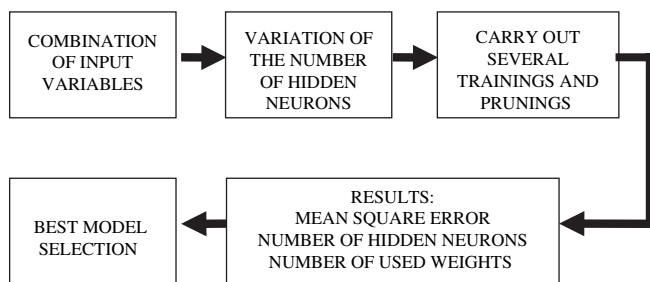 COMBINATION
OF INPUT
VARIABLES
VARIATION OF
THE NUMBER
OF HIDDEN
NEURONS
CARRY OUT
SEVERAL
TRAININGS AND
PRUNINGS
RESULTS:
MEAN SQUARE ERROR
NUMBER OF HIDDEN NEURONS
NUMBER OF USED WEIGHTS
BEST MODEL
SELECTION